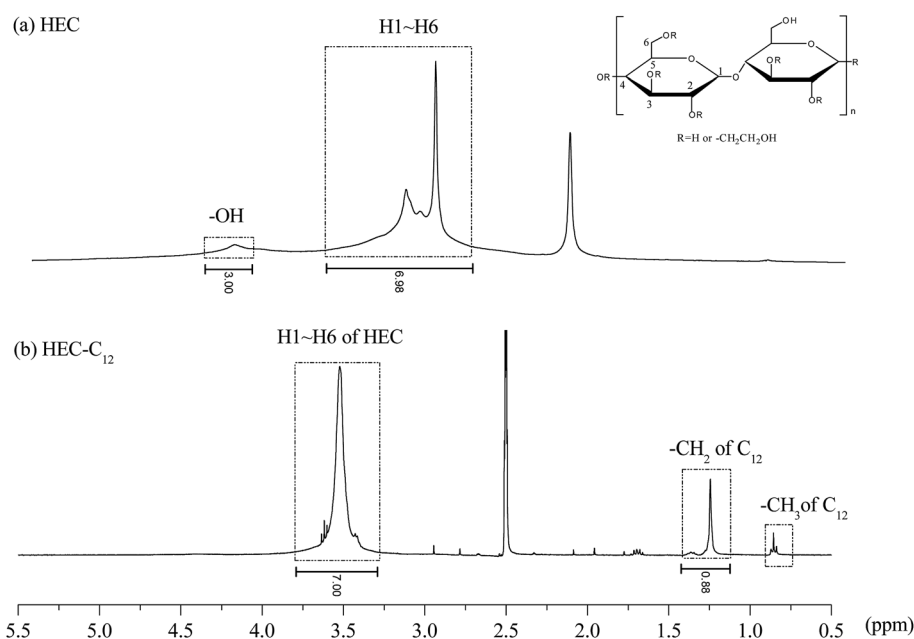 (a) HEC
H1~H6
-OH
3.00
6.98
OR
6
5
OR
4
OR
3
2
OR
1
O
O
OH
O
OR
OR
R
n
R=H or -CH₂CH₂OH
(b) HEC-C₁₂
H1~H6 of HEC
-CH₂ of C₁₂
-CH₃of C₁₂
7.00
0.88
5.5 5.0 4.5 4.0 3.5 3.0 2.5 2.0 1.5 1.0 0.5 (ppm)